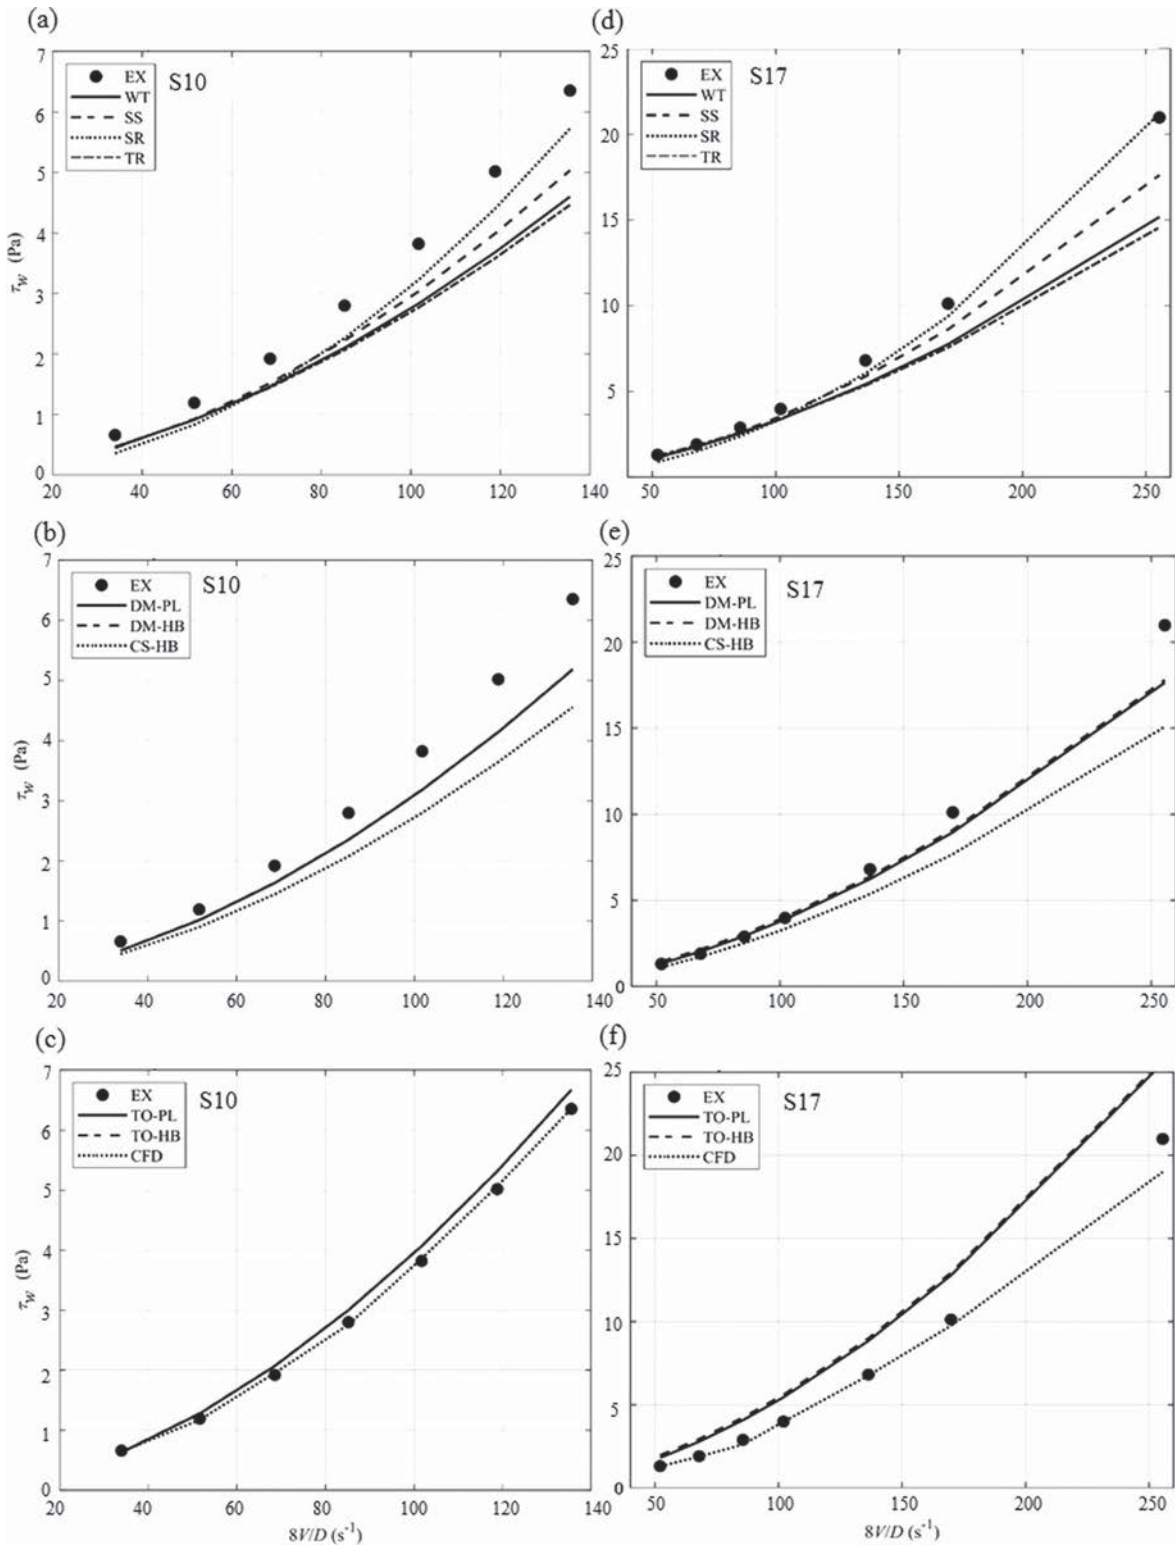 (a)
7
EX
S10
WT
SS
SR
TR
6
5
4
3
2
1
0
τw (Pa)
20 40 60 80 100 120 140
(d)
25
EX
S17
WT
SS
SR
TR
20
15
10
5
50 100 150 200 250
(b)
7
EX
S10
DM-PL
DM-HB
CS-HB
6
5
4
3
2
1
0
τw (Pa)
20 40 60 80 100 120 140
(e)
25
EX
S17
DM-PL
DM-HB
CS-HB
20
15
10
5
0
50 100 150 200 250
(c)
7
EX
S10
TO-PL
TO-HB
CFD
6
5
4
3
2
1
0
τw (Pa)
20 40 60 80 100 120 140
8V/D (s⁻¹)
(f)
25
EX
S17
TO-PL
TO-HB
CFD
20
15
10
5
0
50 100 150 200 250
8V/D (s⁻¹)